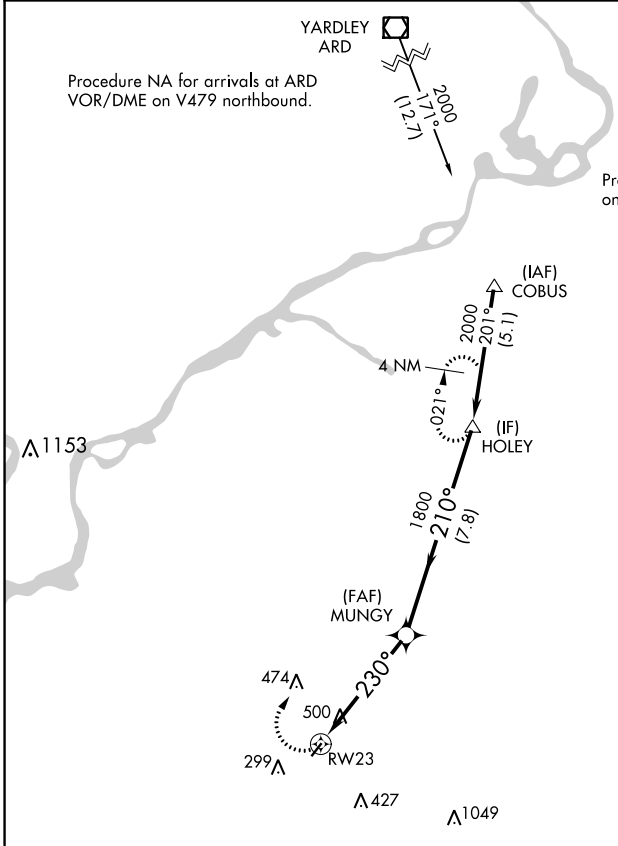 YARDLEY
ARD
Procedure NA for arrivals at ARD
VOR/DME on V479 northbound.
2000
171°
(12.7)
Pr
on
(IAF)
COBUS
2000
201°
(5.1)
4 NM
021°
(IF)
HOLEY
1153
1800
210°
(7.8)
(FAF)
MUNGY
230°
474
500
RW23
299
427
1049